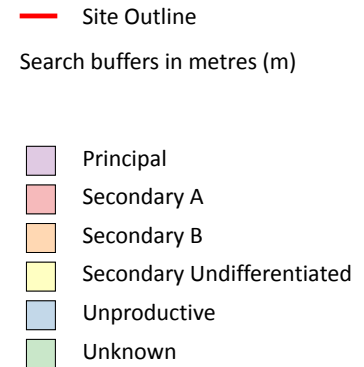 Site Outline
Search buffers in metres (m)
Principal
Secondary A
Secondary B
Secondary Undifferentiated
Unproductive
Unknown